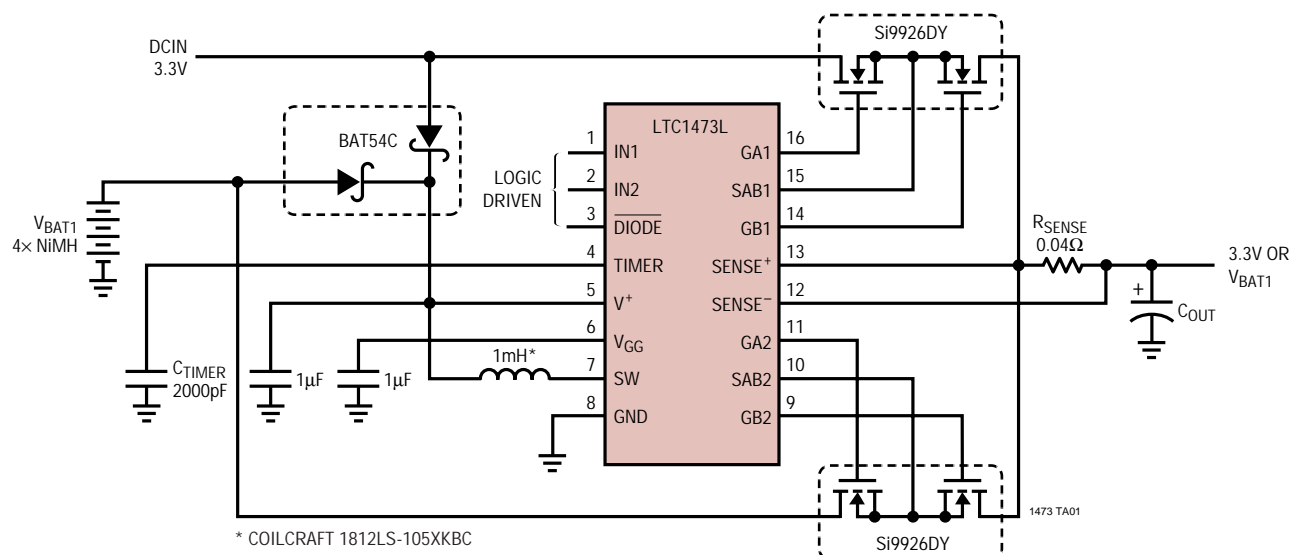 Si9926DY
DCIN
3.3V
BAT54C
LTC1473L
LOGIC
DRIVEN
V_BAT1
4× NiMH
1 IN1
2 IN2
3 D̅I̅O̅D̅E̅
4 TIMER
5 V⁺
6 V_GG
7 SW
8 GND
16 GA1
15 SAB1
14 GB1
13 SENSE⁺
12 SENSE⁻
11 GA2
10 SAB2
9 GB2
R_SENSE
0.04Ω
3.3V OR
V_BAT1
+
C_OUT
C_TIMER
2000pF
1µF
1µF
1mH*
1473 TA01
* COILCRAFT 1812LS-105XKBC
Si9926DY